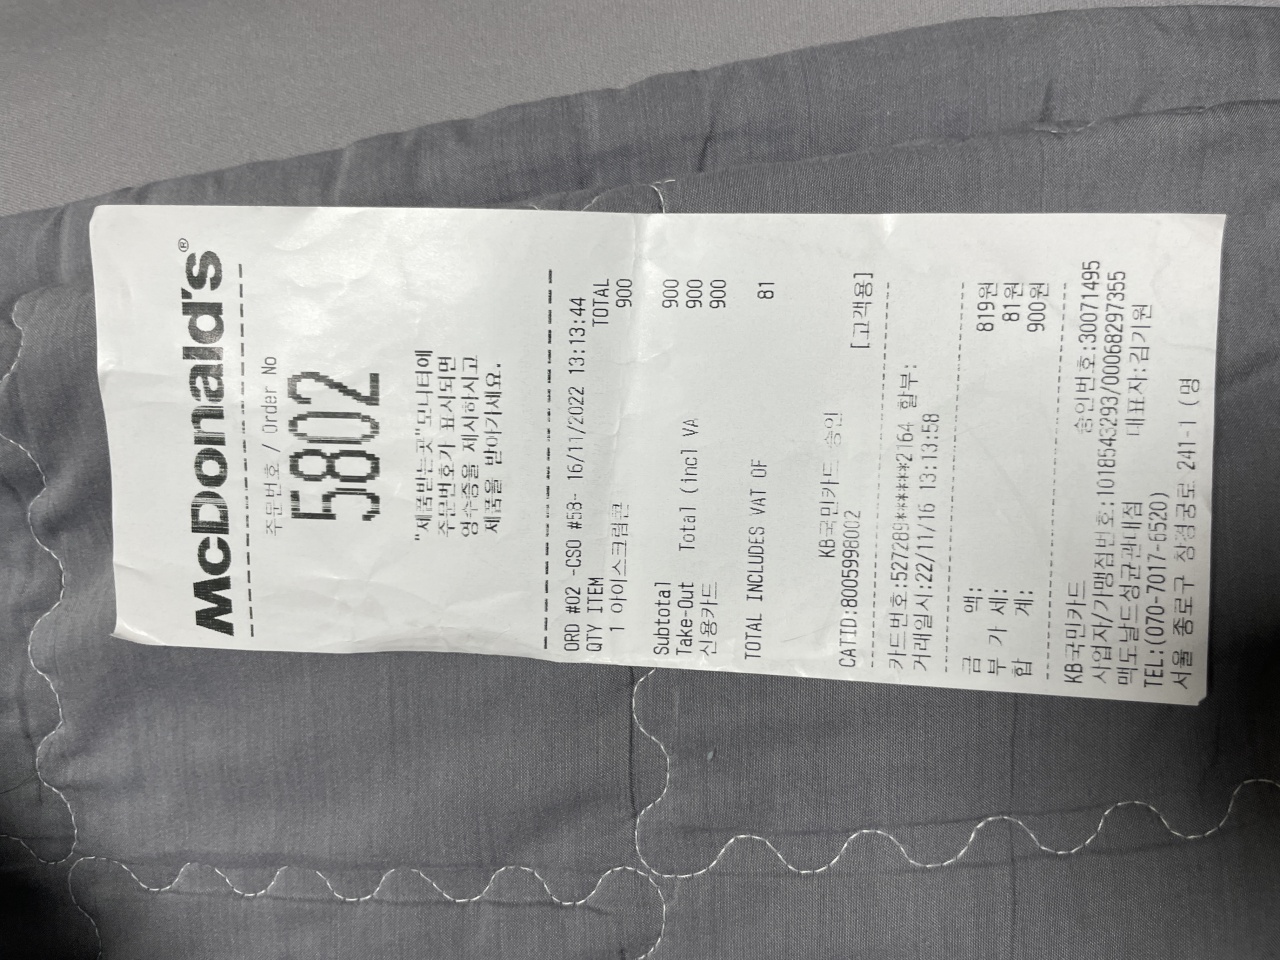 McDonald's®
주문번호 / Order No
5802
"제품받는곳"모니터에
주문번호가 표시되면
영수증을 제시하시고
제품을 받아가세요.
ORD #02 -CSO #58- 16/11/2022 13:13:44
QTY ITEM TOTAL
1 아이스크림콘 900
Subtotal 900
Take-Out Total (incl VA 900
신용카드 900
TOTAL INCLUDES VAT OF 81
KB국민카드 승인
CATID:8005998002 [고객용]
카드번호:527289******2164 할부:
거래일시:22/11/16 13:13:58
금 액: 819원
부 가 세: 81원
합 계: 900원
KB국민카드 승인번호:30071495
사업자/가맹점번호:1018543293/00068297355
맥도날드성균관대점 대표자:김기원
TEL:(070-7017-6520)
서울 종로구 창경궁로 241-1 (명